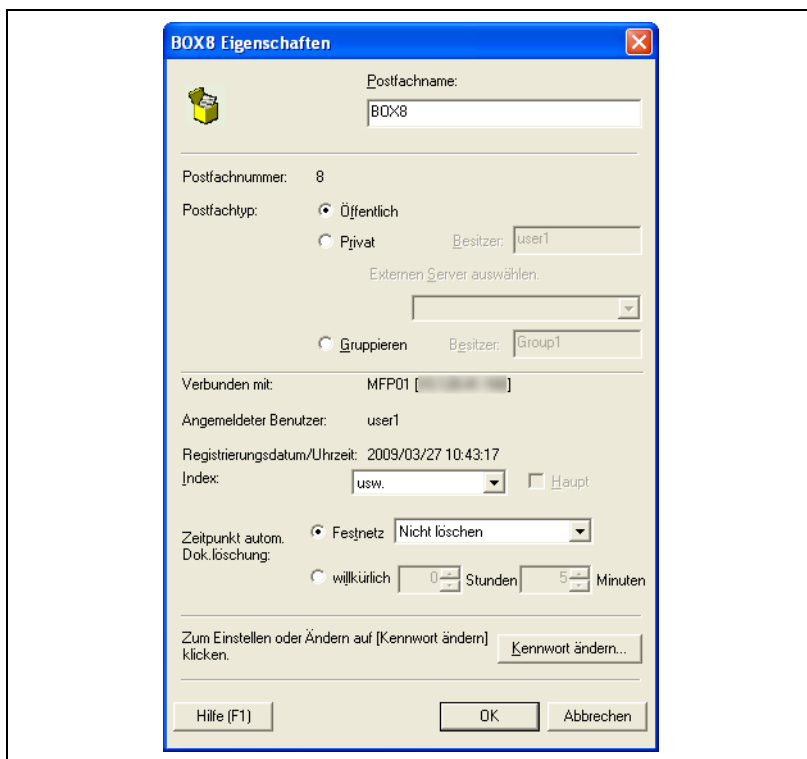 BOX8 Eigenschaften
Postfachname:
BOX8
Postfachnummer: 8
Postfachtyp: Öffentlich
Privat Besitzer: user1
Externen Server auswählen.
Gruppieren Besitzer: Group1
Verbunden mit: MFP01 [ ]
Angemeldeter Benutzer: user1
Registrierungsdatum/Uhrzeit: 2009/03/27 10:43:17
Index: usw. Haupt
Zeitpunkt autom. Festnetz Nicht löschen
Dok.löschung:
willkürlich 0 Stunden 5 Minuten
Zum Einstellen oder Ändern auf [Kennwort ändern]
klicken.
Kennwort ändern...
Hilfe (F1) OK Abbrechen